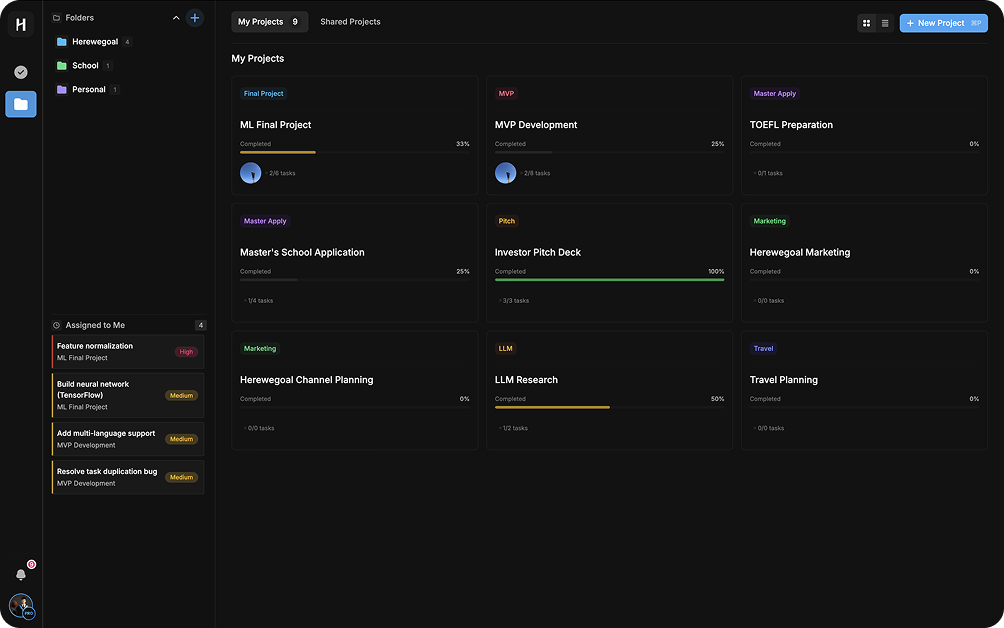 H
Folders
Herewegoal 4
School 1
Personal 1
Assigned to Me 4
Feature normalization
ML Final Project
High
Build neural network
(TensorFlow)
ML Final Project
Medium
Add multi-language support
MVP Development
Medium
Resolve task duplication bug
MVP Development
Medium
9
PRO
My Projects 9
Shared Projects
+ New Project ⌘P
My Projects
Final Project
ML Final Project
Completed 33%
2/6 tasks
MVP
MVP Development
Completed 25%
2/8 tasks
Master Apply
TOEFL Preparation
Completed 0%
0/1 tasks
Master Apply
Master's School Application
Completed 25%
1/4 tasks
Pitch
Investor Pitch Deck
Completed 100%
3/3 tasks
Marketing
Herewegoal Marketing
Completed 0%
0/0 tasks
Marketing
Herewegoal Channel Planning
Completed 0%
0/0 tasks
LLM
LLM Research
Completed 50%
1/2 tasks
Travel
Travel Planning
Completed 0%
0/0 tasks